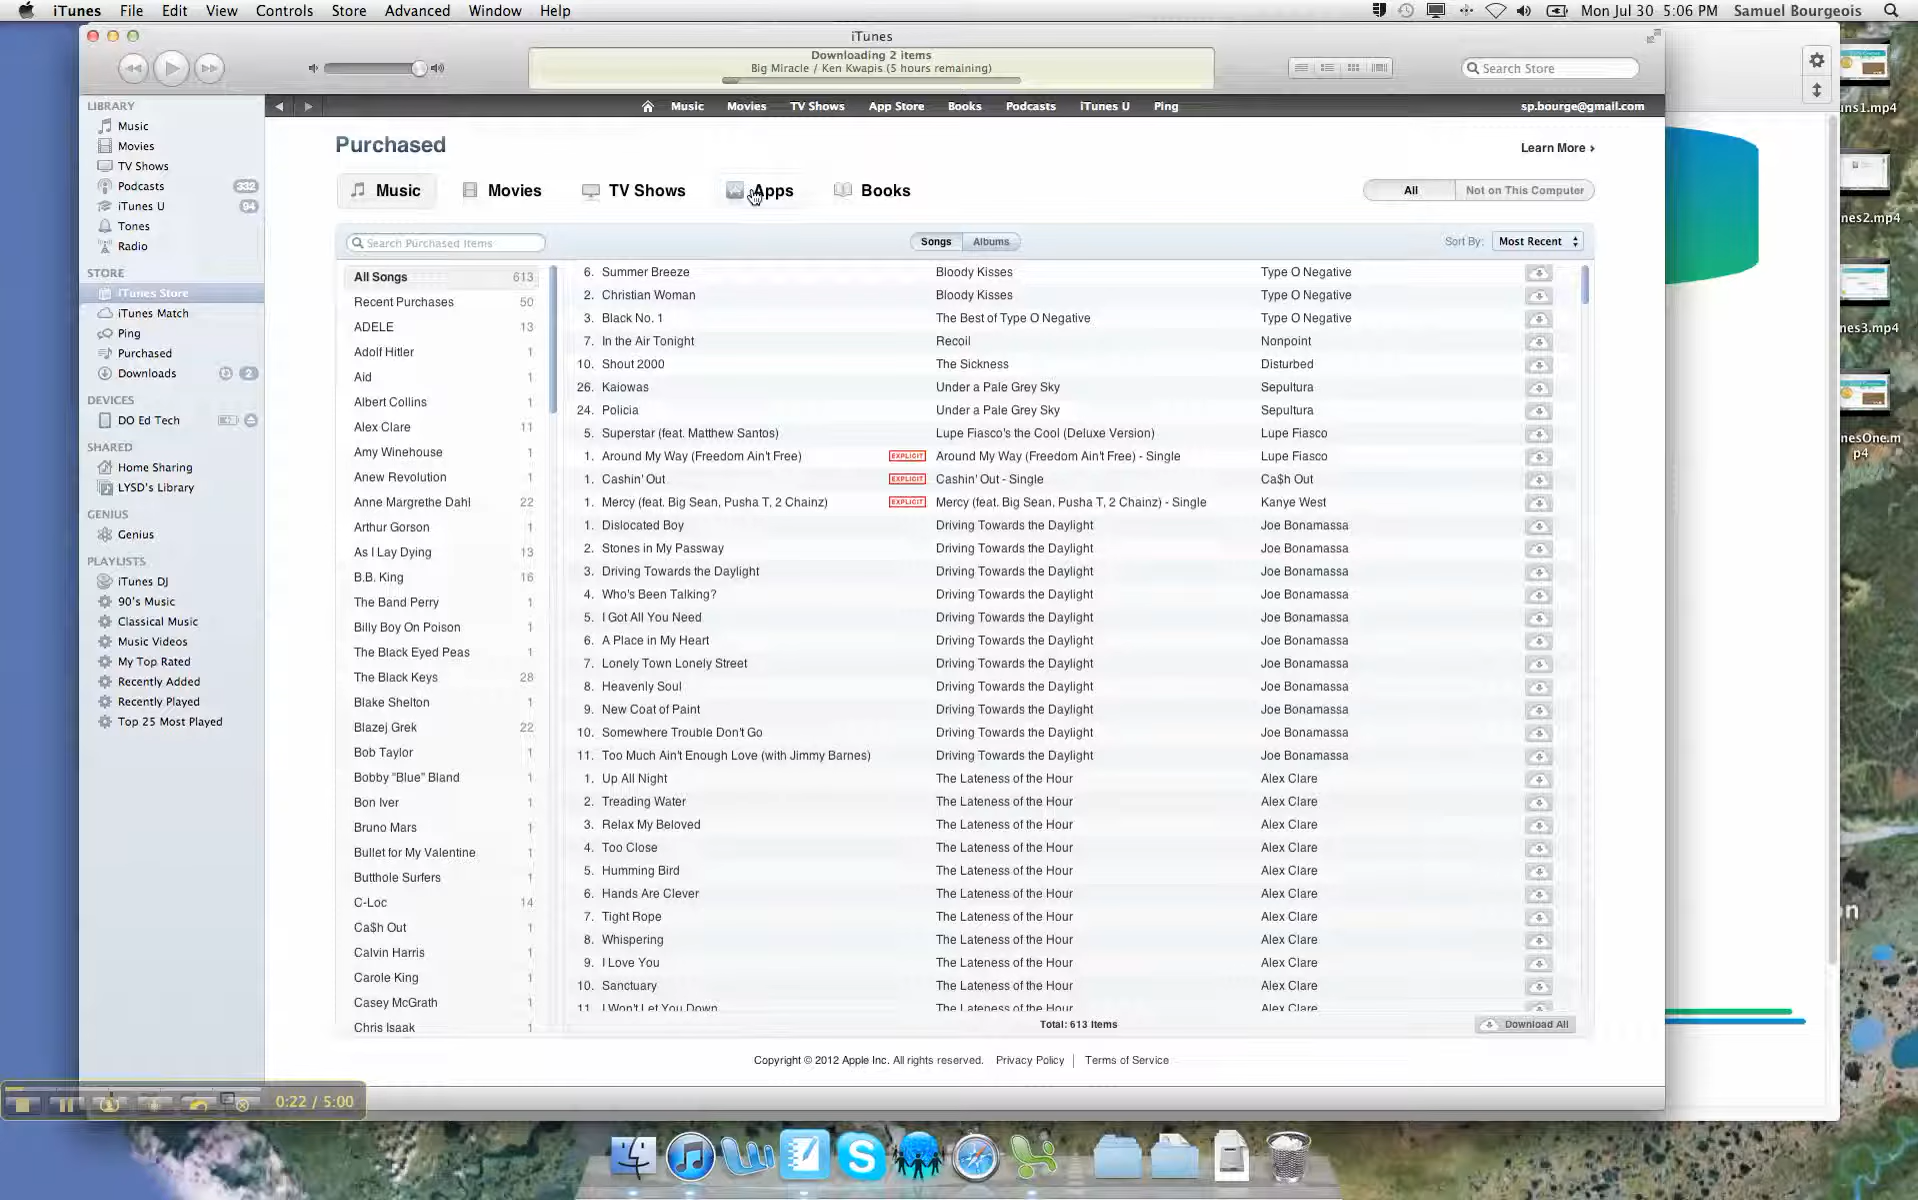 iTunes File Edit View Controls Store Advanced Window Help
Mon Jul 30 5:06 PM Samuel Bourgeois
iTunes
Downloading 2 items
Big Miracle / Ken Kwapis (5 hours remaining)
Search Store
Music Movies TV Shows App Store Books Podcasts iTunes U Ping
sp.bourge@gmail.com
LIBRARY
Music
Movies
TV Shows
Podcasts 332
iTunes U 94
Tones
Radio
STORE
iTunes Store
iTunes Match
Ping
Purchased
Downloads 2
DEVICES
DO Ed Tech
SHARED
Home Sharing
LYSD's Library
GENIUS
Genius
PLAYLISTS
iTunes DJ
90's Music
Classical Music
Music Videos
My Top Rated
Recently Added
Recently Played
Top 25 Most Played
Purchased
Learn More ›
Music Movies TV Shows Apps Books
All Not on This Computer
Search Purchased Items
Songs Albums
Sort By: Most Recent
All Songs 613
Recent Purchases 50
ADELE 13
Adolf Hitler 1
Aid 1
Albert Collins 1
Alex Clare 11
Amy Winehouse 1
Anew Revolution 1
Anne Margrethe Dahl 22
Arthur Gorson 1
As I Lay Dying 13
B.B. King 16
The Band Perry 1
Billy Boy On Poison 1
The Black Eyed Peas 1
The Black Keys 28
Blake Shelton 1
Blazej Grek 22
Bob Taylor 1
Bobby "Blue" Bland 1
Bon Iver 1
Bruno Mars 1
Bullet for My Valentine 1
Butthole Surfers 1
C-Loc 14
Ca$h Out 1
Calvin Harris 1
Carole King 1
Casey McGrath 1
Chris Isaak 1
6. Summer Breeze Bloody Kisses Type O Negative
2. Christian Woman Bloody Kisses Type O Negative
3. Black No. 1 The Best of Type O Negative Type O Negative
7. In the Air Tonight Recoil Nonpoint
10. Shout 2000 The Sickness Disturbed
26. Kaiowas Under a Pale Grey Sky Sepultura
24. Policia Under a Pale Grey Sky Sepultura
5. Superstar (feat. Matthew Santos) Lupe Fiasco's the Cool (Deluxe Version) Lupe Fiasco
1. Around My Way (Freedom Ain't Free) EXPLICIT Around My Way (Freedom Ain't Free) - Single Lupe Fiasco
1. Cashin' Out EXPLICIT Cashin' Out - Single Ca$h Out
1. Mercy (feat. Big Sean, Pusha T, 2 Chainz) EXPLICIT Mercy (feat. Big Sean, Pusha T, 2 Chainz) - Single Kanye West
1. Dislocated Boy Driving Towards the Daylight Joe Bonamassa
2. Stones in My Passway Driving Towards the Daylight Joe Bonamassa
3. Driving Towards the Daylight Driving Towards the Daylight Joe Bonamassa
4. Who's Been Talking? Driving Towards the Daylight Joe Bonamassa
5. I Got All You Need Driving Towards the Daylight Joe Bonamassa
6. A Place in My Heart Driving Towards the Daylight Joe Bonamassa
7. Lonely Town Lonely Street Driving Towards the Daylight Joe Bonamassa
8. Heavenly Soul Driving Towards the Daylight Joe Bonamassa
9. New Coat of Paint Driving Towards the Daylight Joe Bonamassa
10. Somewhere Trouble Don't Go Driving Towards the Daylight Joe Bonamassa
11. Too Much Ain't Enough Love (with Jimmy Barnes) Driving Towards the Daylight Joe Bonamassa
1. Up All Night The Lateness of the Hour Alex Clare
2. Treading Water The Lateness of the Hour Alex Clare
3. Relax My Beloved The Lateness of the Hour Alex Clare
4. Too Close The Lateness of the Hour Alex Clare
5. Humming Bird The Lateness of the Hour Alex Clare
6. Hands Are Clever The Lateness of the Hour Alex Clare
7. Tight Rope The Lateness of the Hour Alex Clare
8. Whispering The Lateness of the Hour Alex Clare
9. I Love You The Lateness of the Hour Alex Clare
10. Sanctuary The Lateness of the Hour Alex Clare
11. I Won't Let You Down The Lateness of the Hour Alex Clare
Total: 613 Items
Download All
Copyright © 2012 Apple Inc. All rights reserved. Privacy Policy | Terms of Service
uns1.mp4
nes2.mp4
nes3.mp4
nesOne.m
p4
on
0:22 / 5:00